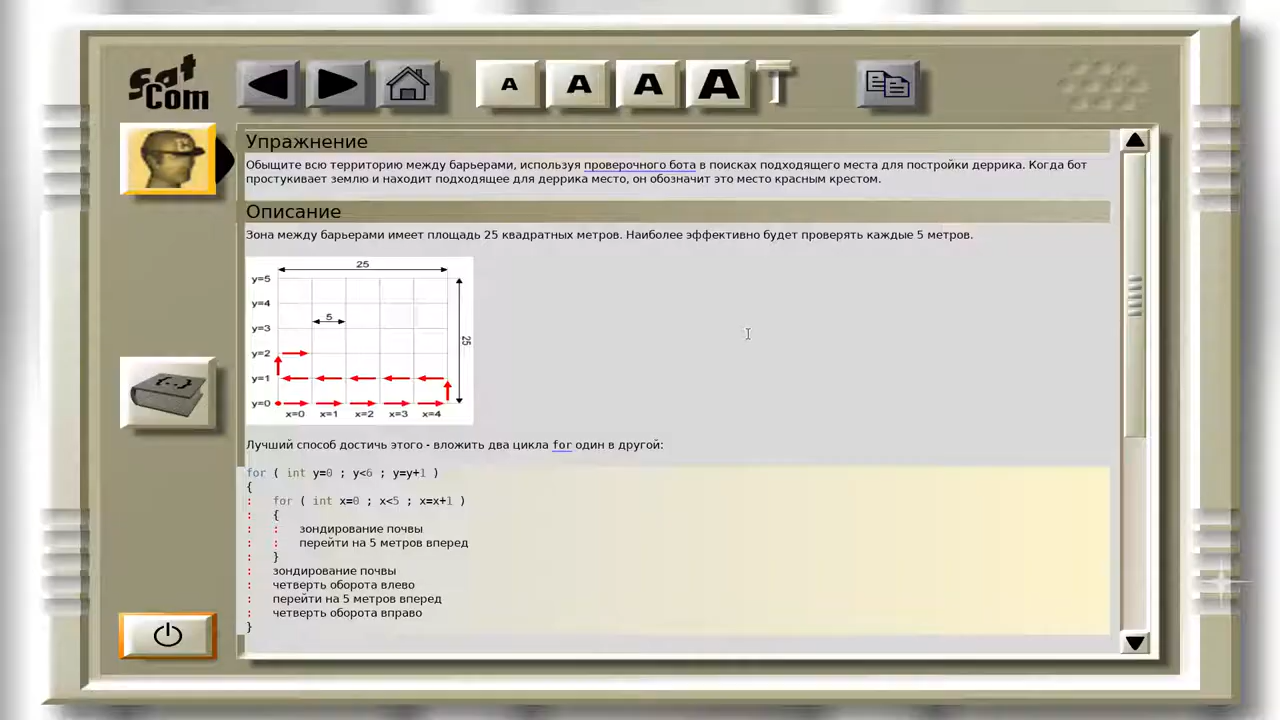 Sat
Com
A A A A
Упражнение
Обыщите всю территорию между барьерами, используя проверочного бота в поисках подходящего места для постройки деррика. Когда бот
простукивает землю и находит подходящее для деррика место, он обозначит это место красным крестом.
Описание
Зона между барьерами имеет площадь 25 квадратных метров. Наиболее эффективно будет проверять каждые 5 метров.
25
y=5
y=4
5
y=3
25
y=2
y=1
y=0
x=0 x=1 x=2 x=3 x=4
Лучший способ достичь этого - вложить два цикла for один в другой:
for ( int y=0 ; y<6 ; y=y+1 )
{
: for ( int x=0 ; x<5 ; x=x+1 )
: {
: : зондирование почвы
: : перейти на 5 метров вперед
: }
: зондирование почвы
: четверть оборота влево
: перейти на 5 метров вперед
: четверть оборота вправо
}